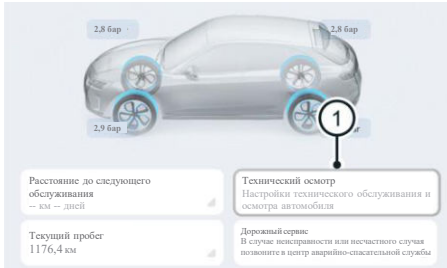 2,8 бар
2,8 бар
1
2,9 бар
Расстояние до следующего
обслуживания
-- км -- дней
Технический осмотр
Настройки технического обслуживания и
осмотра автомобиля
Текущий пробег
1176,4 км
Дорожный сервис
В случае неисправности или несчастного случая
позвоните в центр аварийно-спасательной службы